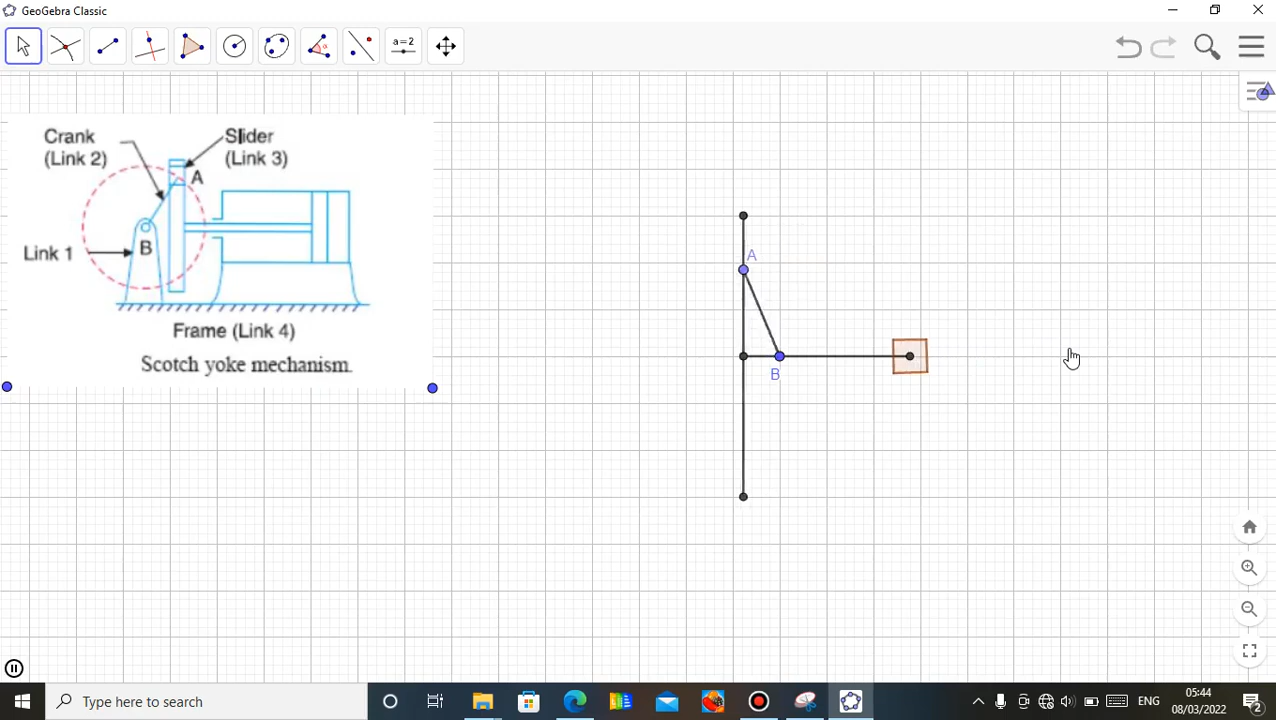 GeoGebra Classic
a=2
Crank
(Link 2)
Slider
(Link 3)
A
Link 1
B
Frame (Link 4)
Scotch yoke mechanism.
A
B
Type here to search
ENG
05:44
08/03/2022
2